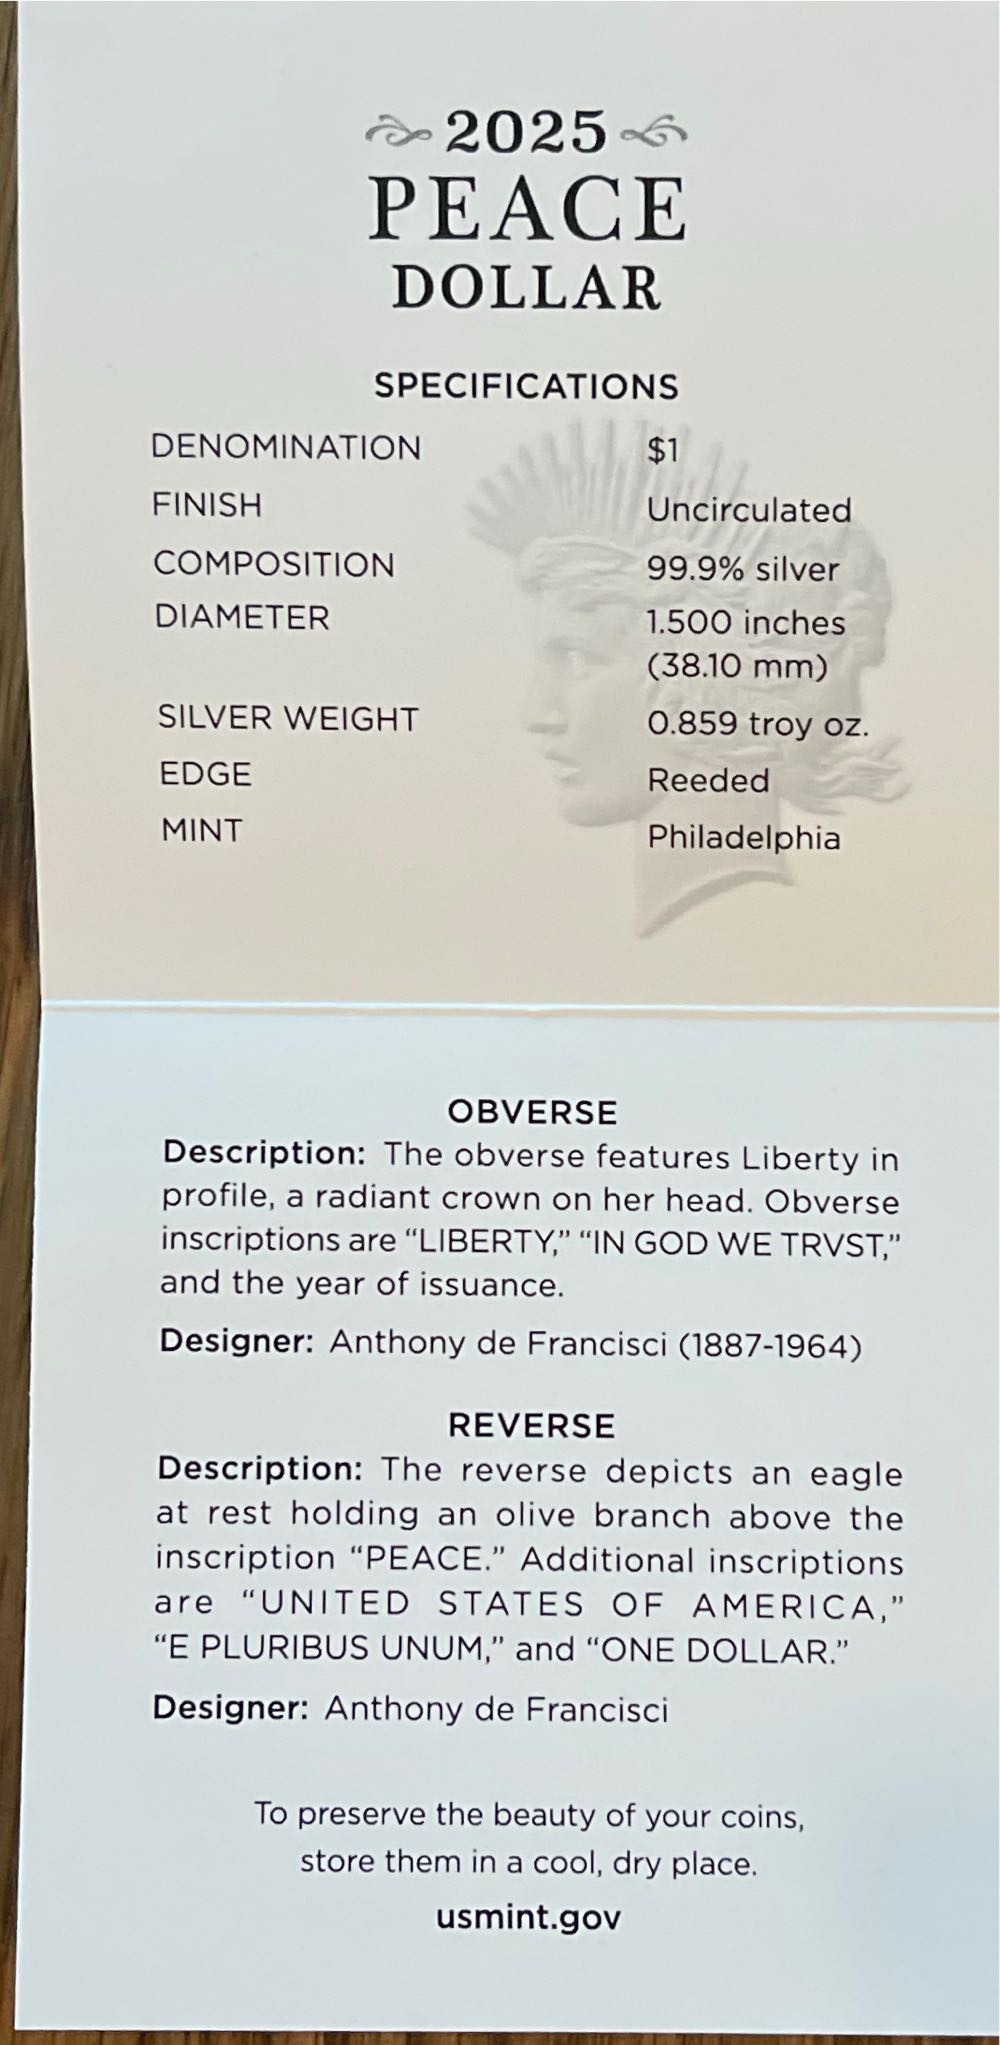 2025
PEACE
DOLLAR
SPECIFICATIONS
DENOMINATION $1
FINISH Uncirculated
COMPOSITION 99.9% silver
DIAMETER 1.500 inches
(38.10 mm)
SILVER WEIGHT 0.859 troy oz.
EDGE Reeded
MINT Philadelphia
OBVERSE
Description: The obverse features Liberty in
profile, a radiant crown on her head. Obverse
inscriptions are “LIBERTY,” “IN GOD WE TRVST,”
and the year of issuance.
Designer: Anthony de Francisci (1887-1964)
REVERSE
Description: The reverse depicts an eagle
at rest holding an olive branch above the
inscription “PEACE.” Additional inscriptions
are “UNITED STATES OF AMERICA,”
“E PLURIBUS UNUM,” and “ONE DOLLAR.”
Designer: Anthony de Francisci
To preserve the beauty of your coins,
store them in a cool, dry place.
usmint.gov